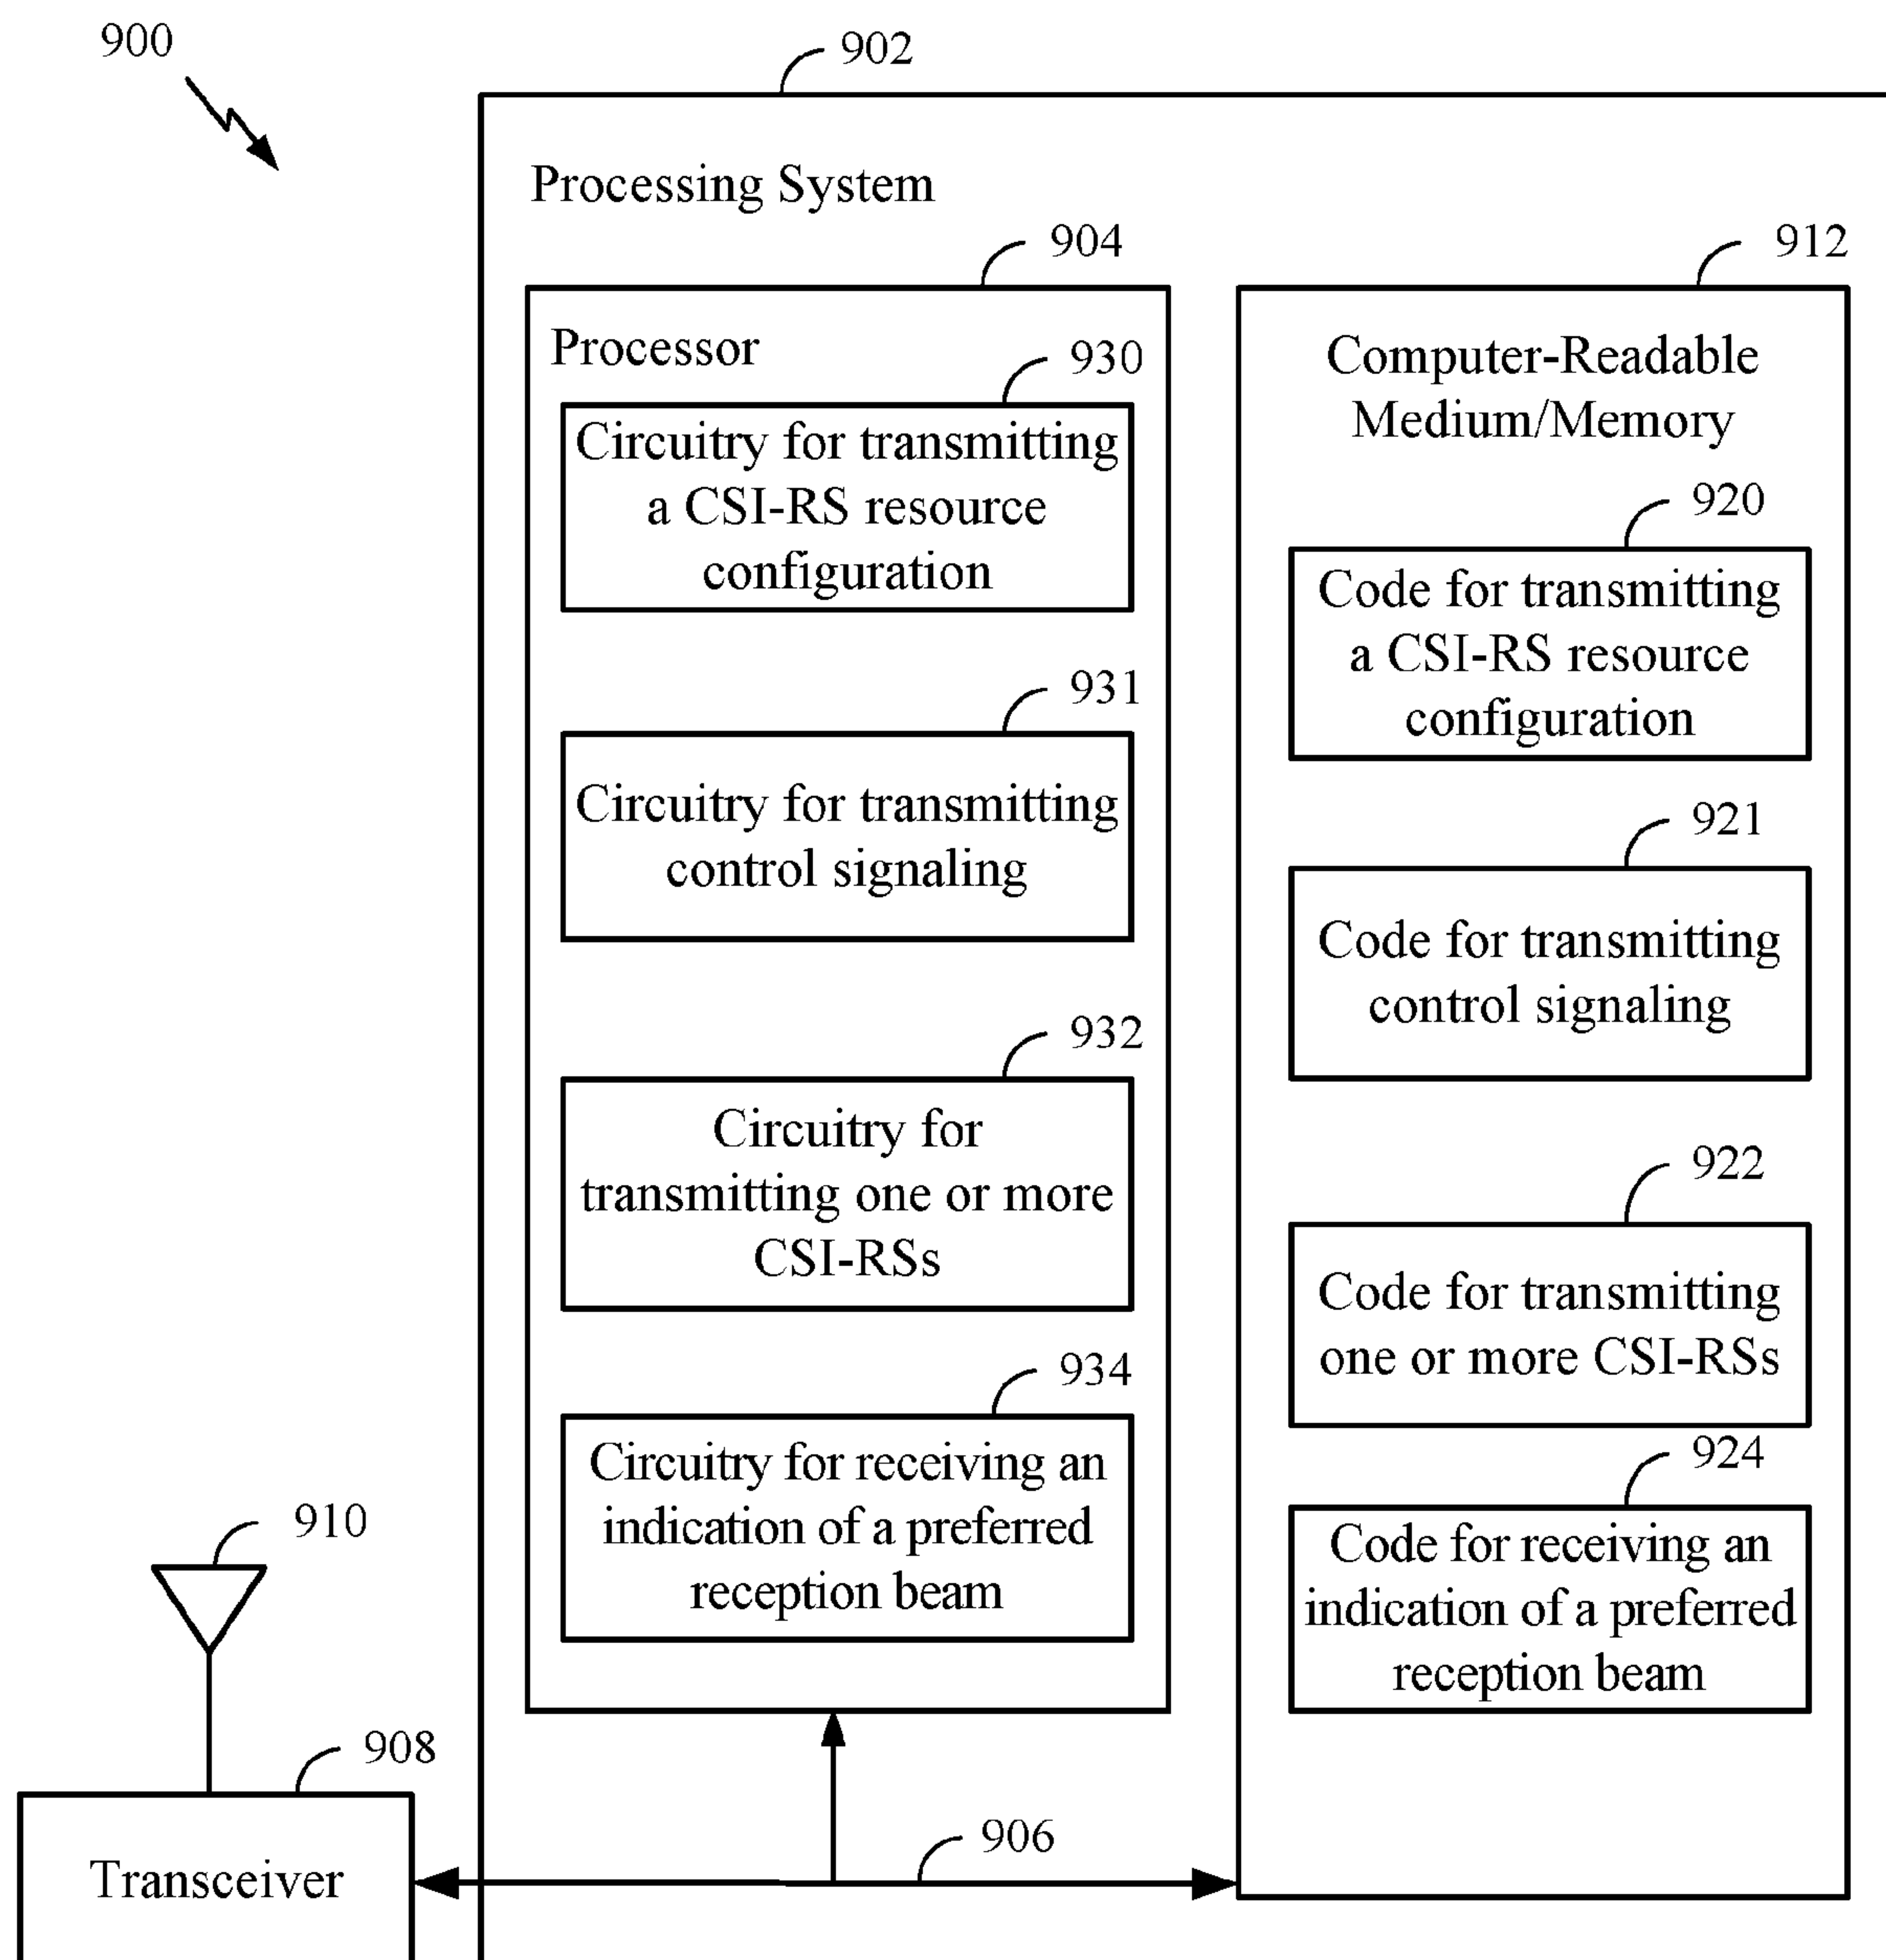 900
902
Processing System
904
Processor
930
Circuitry for transmitting
a CSI-RS resource
configuration
931
Circuitry for transmitting
control signaling
932
Circuitry for
transmitting one or more
CSI-RSs
934
Circuitry for receiving an
indication of a preferred
reception beam
912
Computer-Readable
Medium/Memory
920
Code for transmitting
a CSI-RS resource
configuration
921
Code for transmitting
control signaling
922
Code for transmitting
one or more CSI-RSs
924
Code for receiving an
indication of a preferred
reception beam
910
908
Transceiver
906